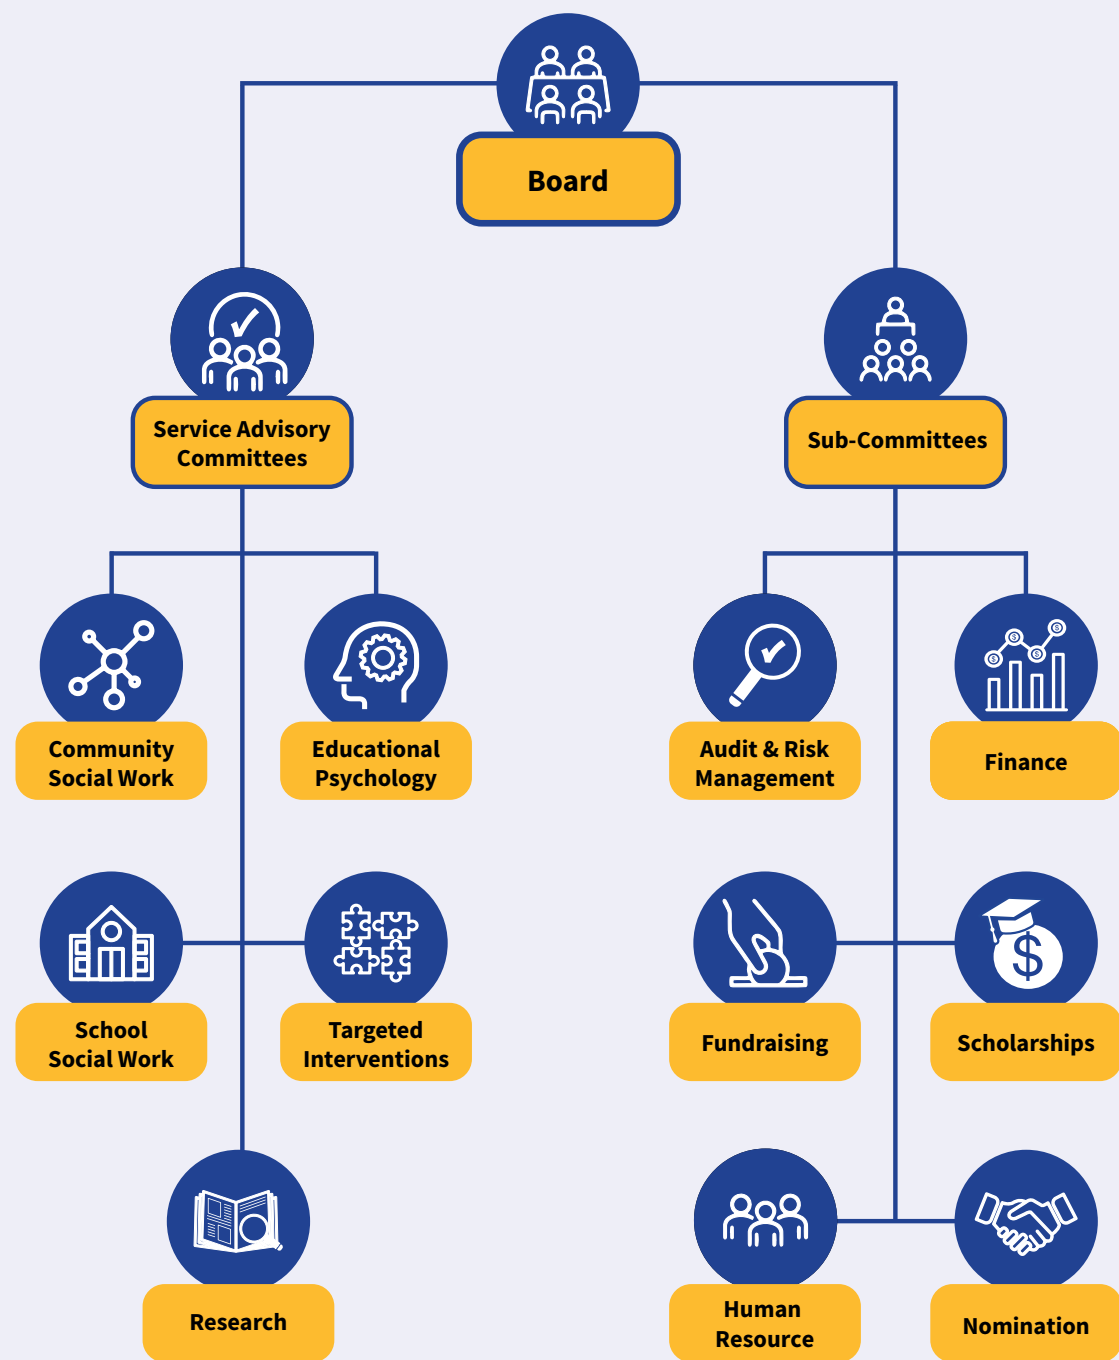 Board
Service Advisory
Committees
Sub-Committees
Community
Social Work
Educational
Psychology
Audit & Risk
Management
Finance
School
Social Work
Targeted
Interventions
Fundraising
Scholarships
$
Research
Human
Resource
Nomination